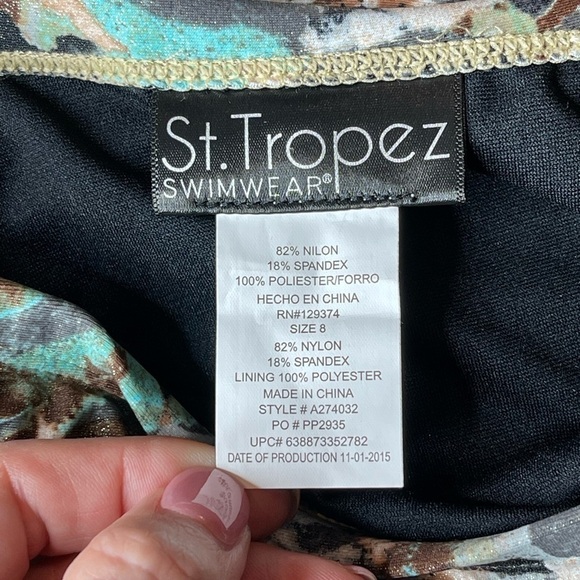 St.Tropez
SWIMWEAR®
82% NILON
18% SPANDEX
100% POLIESTER/FORRO
HECHO EN CHINA
RN#129374
SIZE 8
82% NYLON
18% SPANDEX
LINING 100% POLYESTER
MADE IN CHINA
STYLE # A274032
PO # PP2935
UPC# 638873352782
DATE OF PRODUCTION 11-01-2015